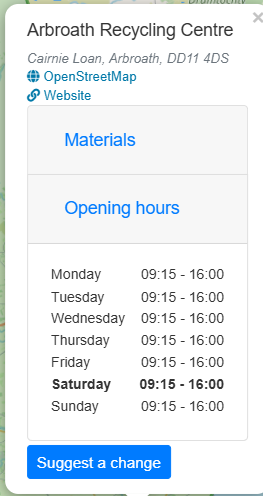 Arbroath Recycling Centre
Cairnie Loan, Arbroath, DD11 4DS
OpenStreetMap
Website
Materials
Opening hours
Monday 09:15 - 16:00
Tuesday 09:15 - 16:00
Wednesday 09:15 - 16:00
Thursday 09:15 - 16:00
Friday 09:15 - 16:00
Saturday 09:15 - 16:00
Sunday 09:15 - 16:00
Suggest a change